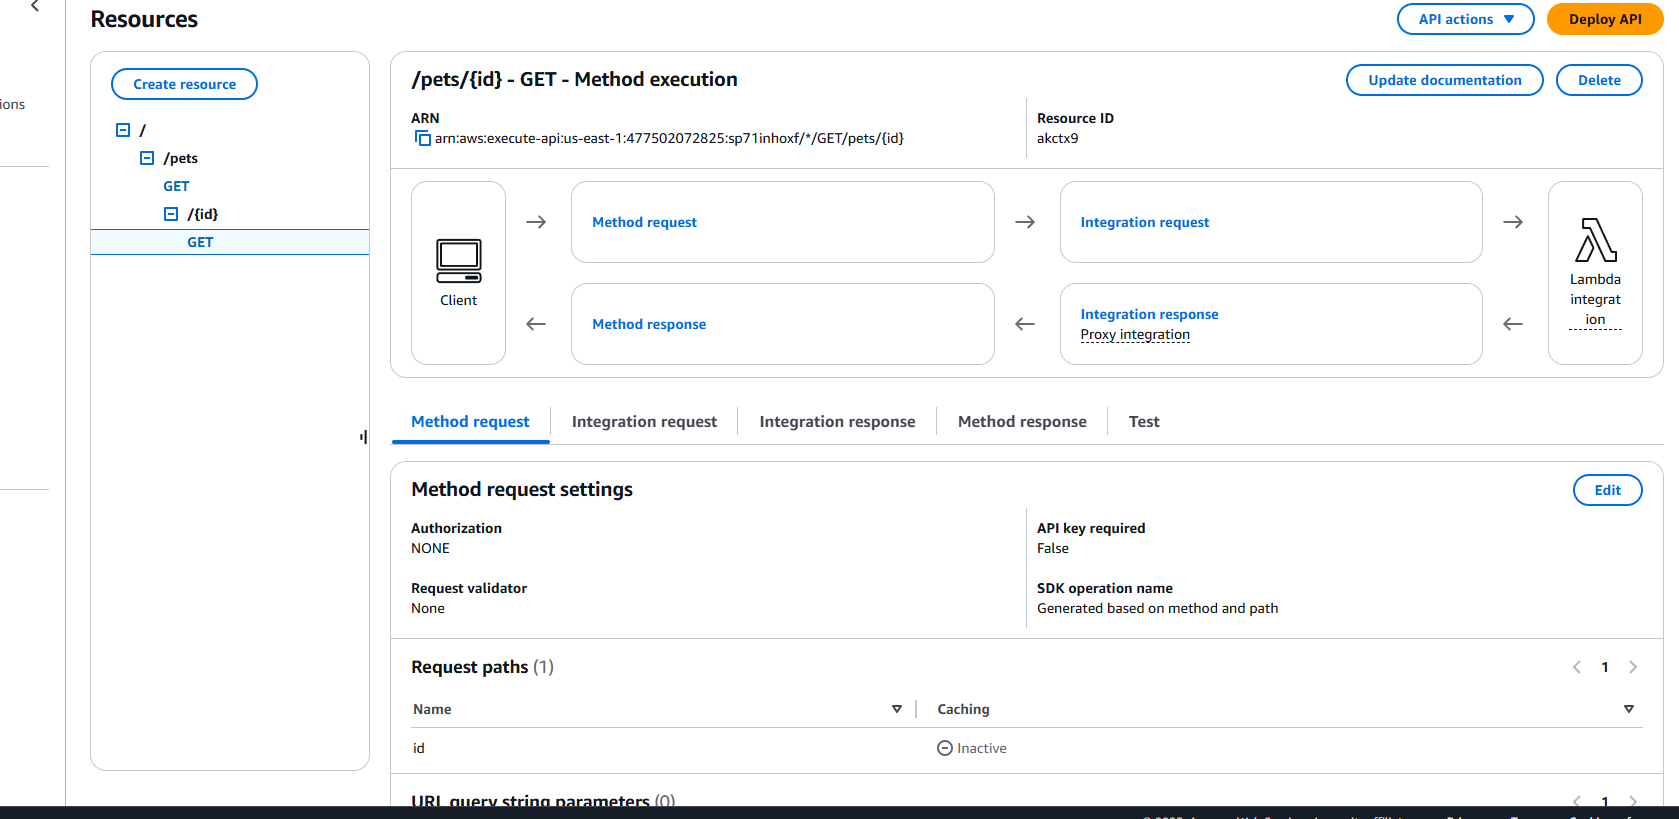 Resources
API actions
Deploy API
ions
Create resource
/
/pets
GET
/{id}
GET
/pets/{id} - GET - Method execution
Update documentation
Delete
ARN
arn:aws:execute-api:us-east-1:477502072825:sp71inhoxf/*/GET/pets/{id}
Resource ID
akctx9
Client
Method request
Integration request
Method response
Integration response
Proxy integration
Lambda
integrat
ion
Method request
Integration request
Integration response
Method response
Test
Method request settings
Edit
Authorization
NONE
API key required
False
Request validator
None
SDK operation name
Generated based on method and path
Request paths (1)
1
Name
Caching
id
Inactive
URL query string parameters (0)
1